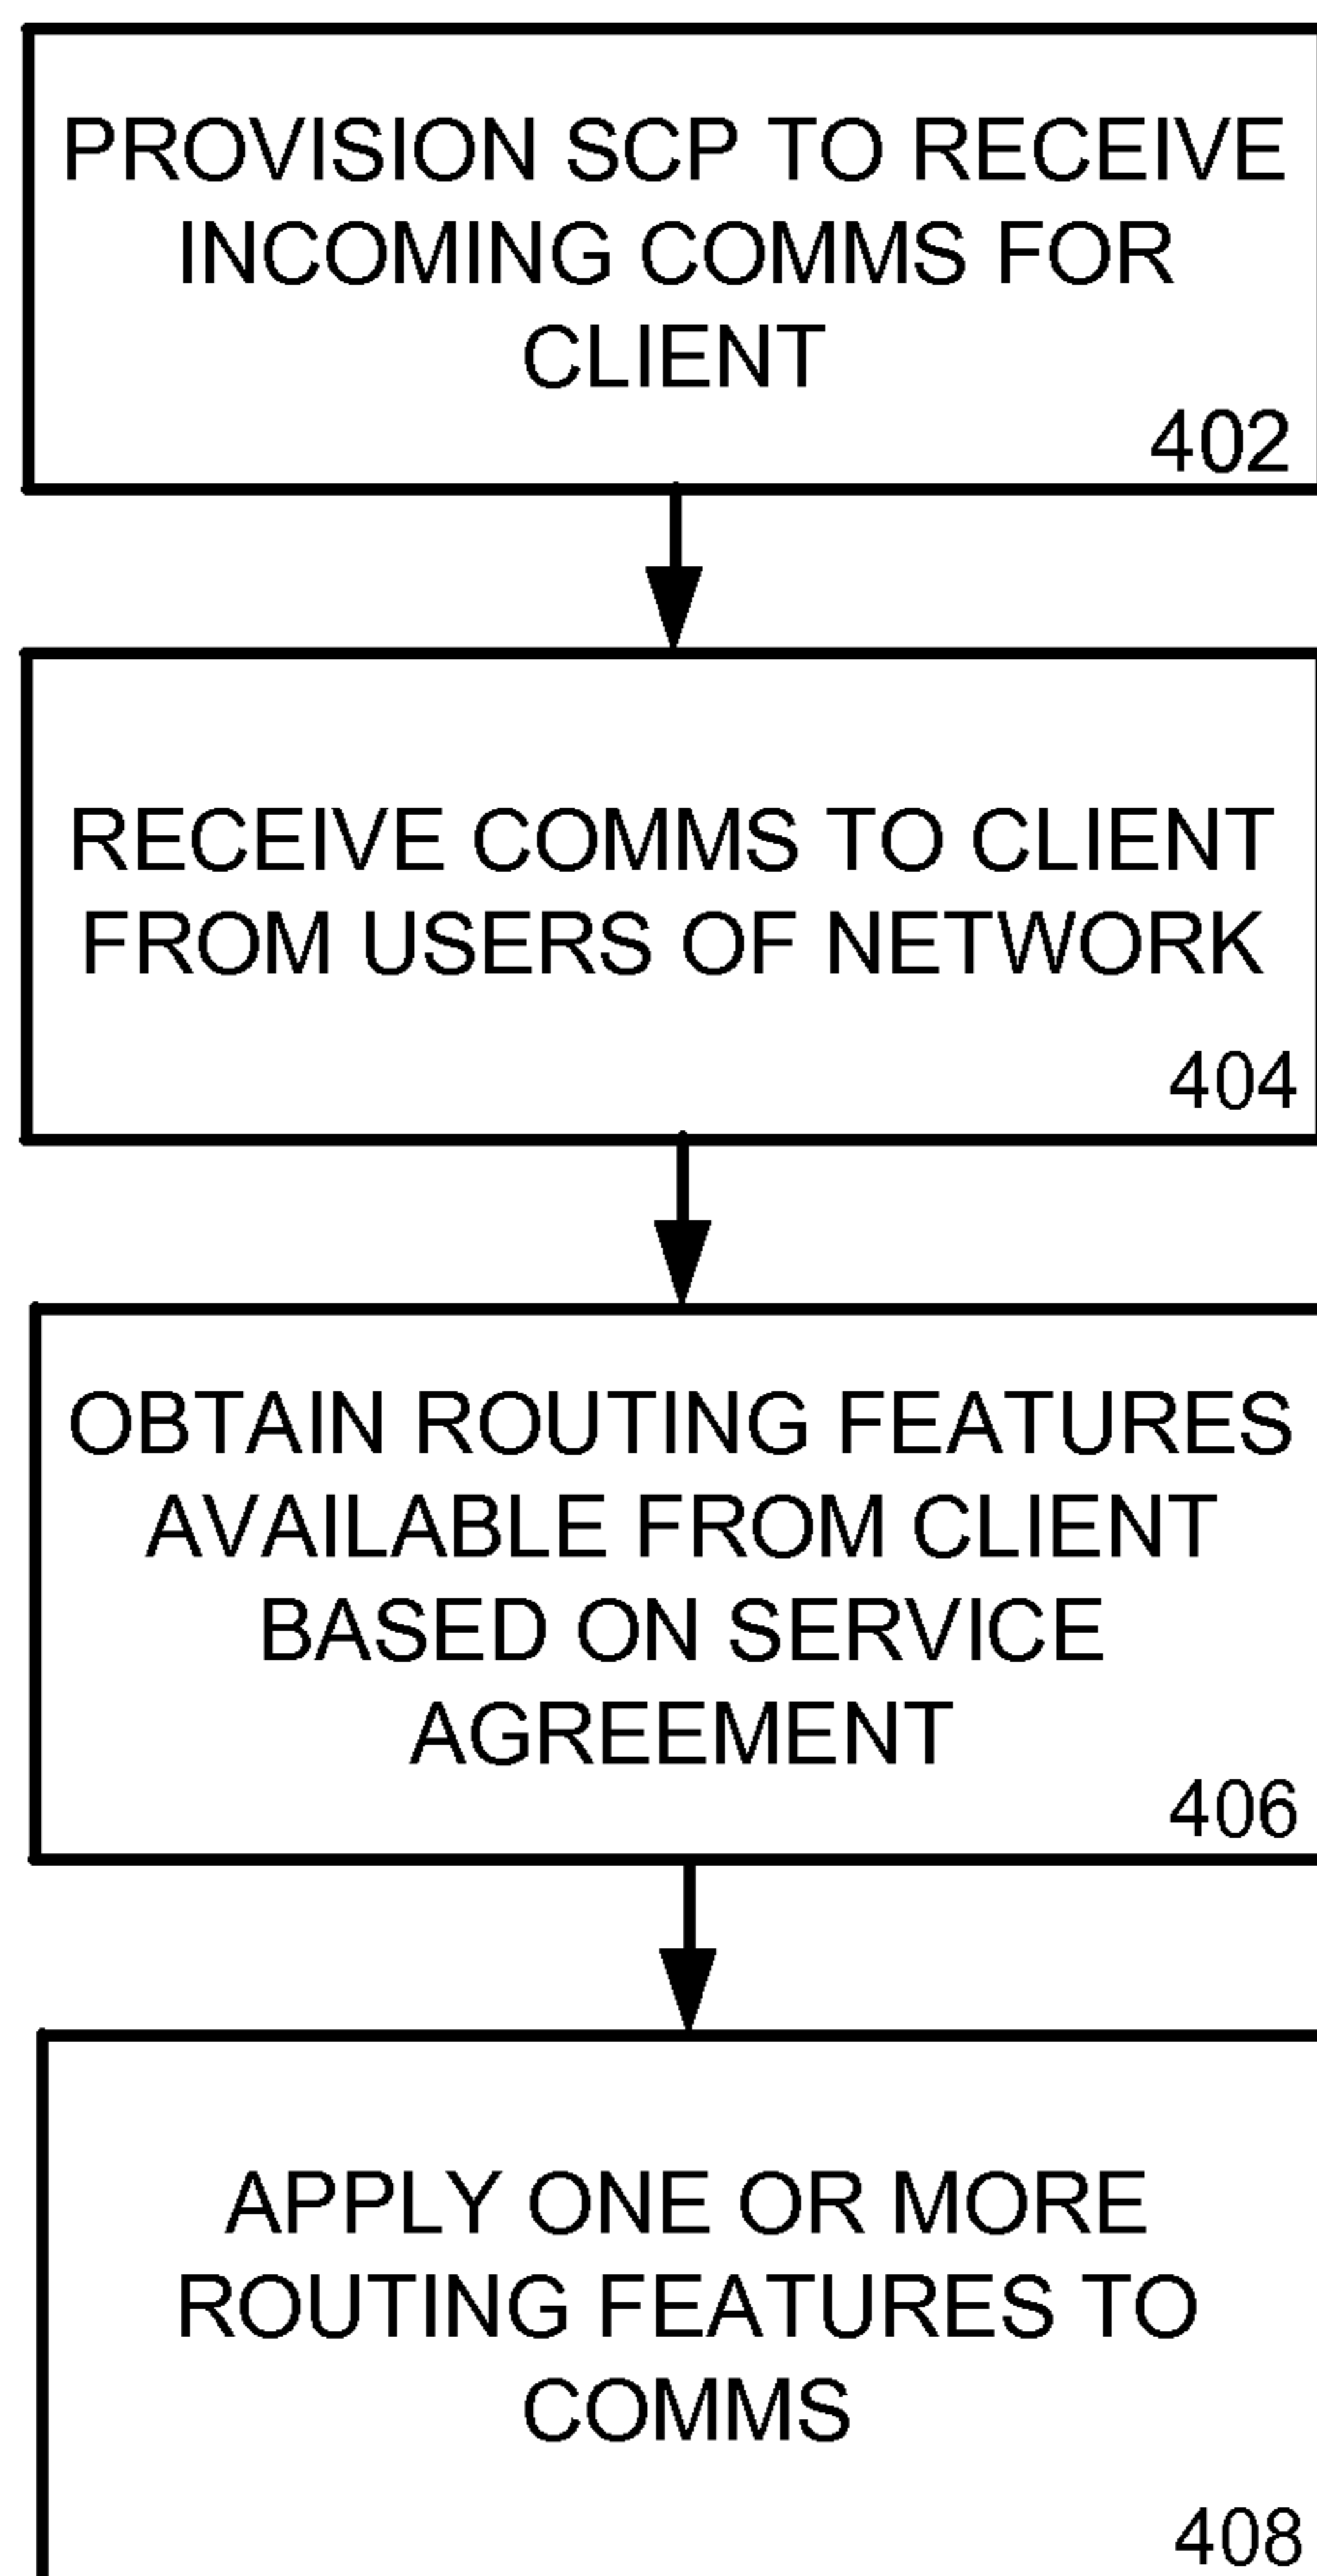 PROVISION SCP TO RECEIVE
INCOMING COMMS FOR
CLIENT
402
RECEIVE COMMS TO CLIENT
FROM USERS OF NETWORK
404
OBTAIN ROUTING FEATURES
AVAILABLE FROM CLIENT
BASED ON SERVICE
AGREEMENT
406
APPLY ONE OR MORE
ROUTING FEATURES TO
COMMS
408